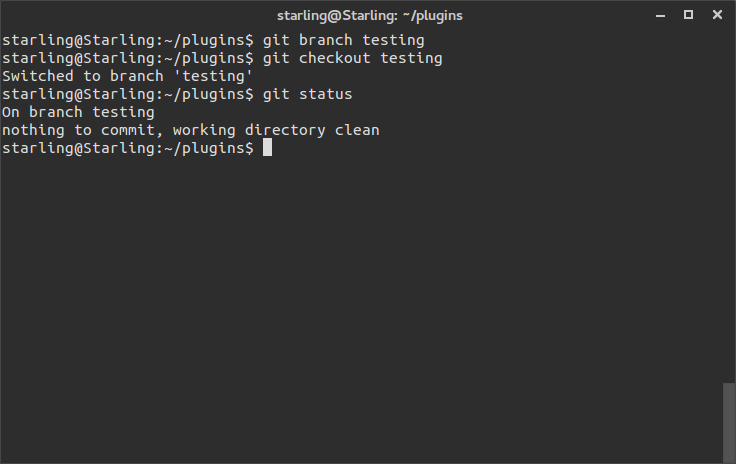 starling@Starling: ~/plugins
starling@Starling:~/plugins$ git branch testing
starling@Starling:~/plugins$ git checkout testing
Switched to branch 'testing'
starling@Starling:~/plugins$ git status
On branch testing
nothing to commit, working directory clean
starling@Starling:~/plugins$